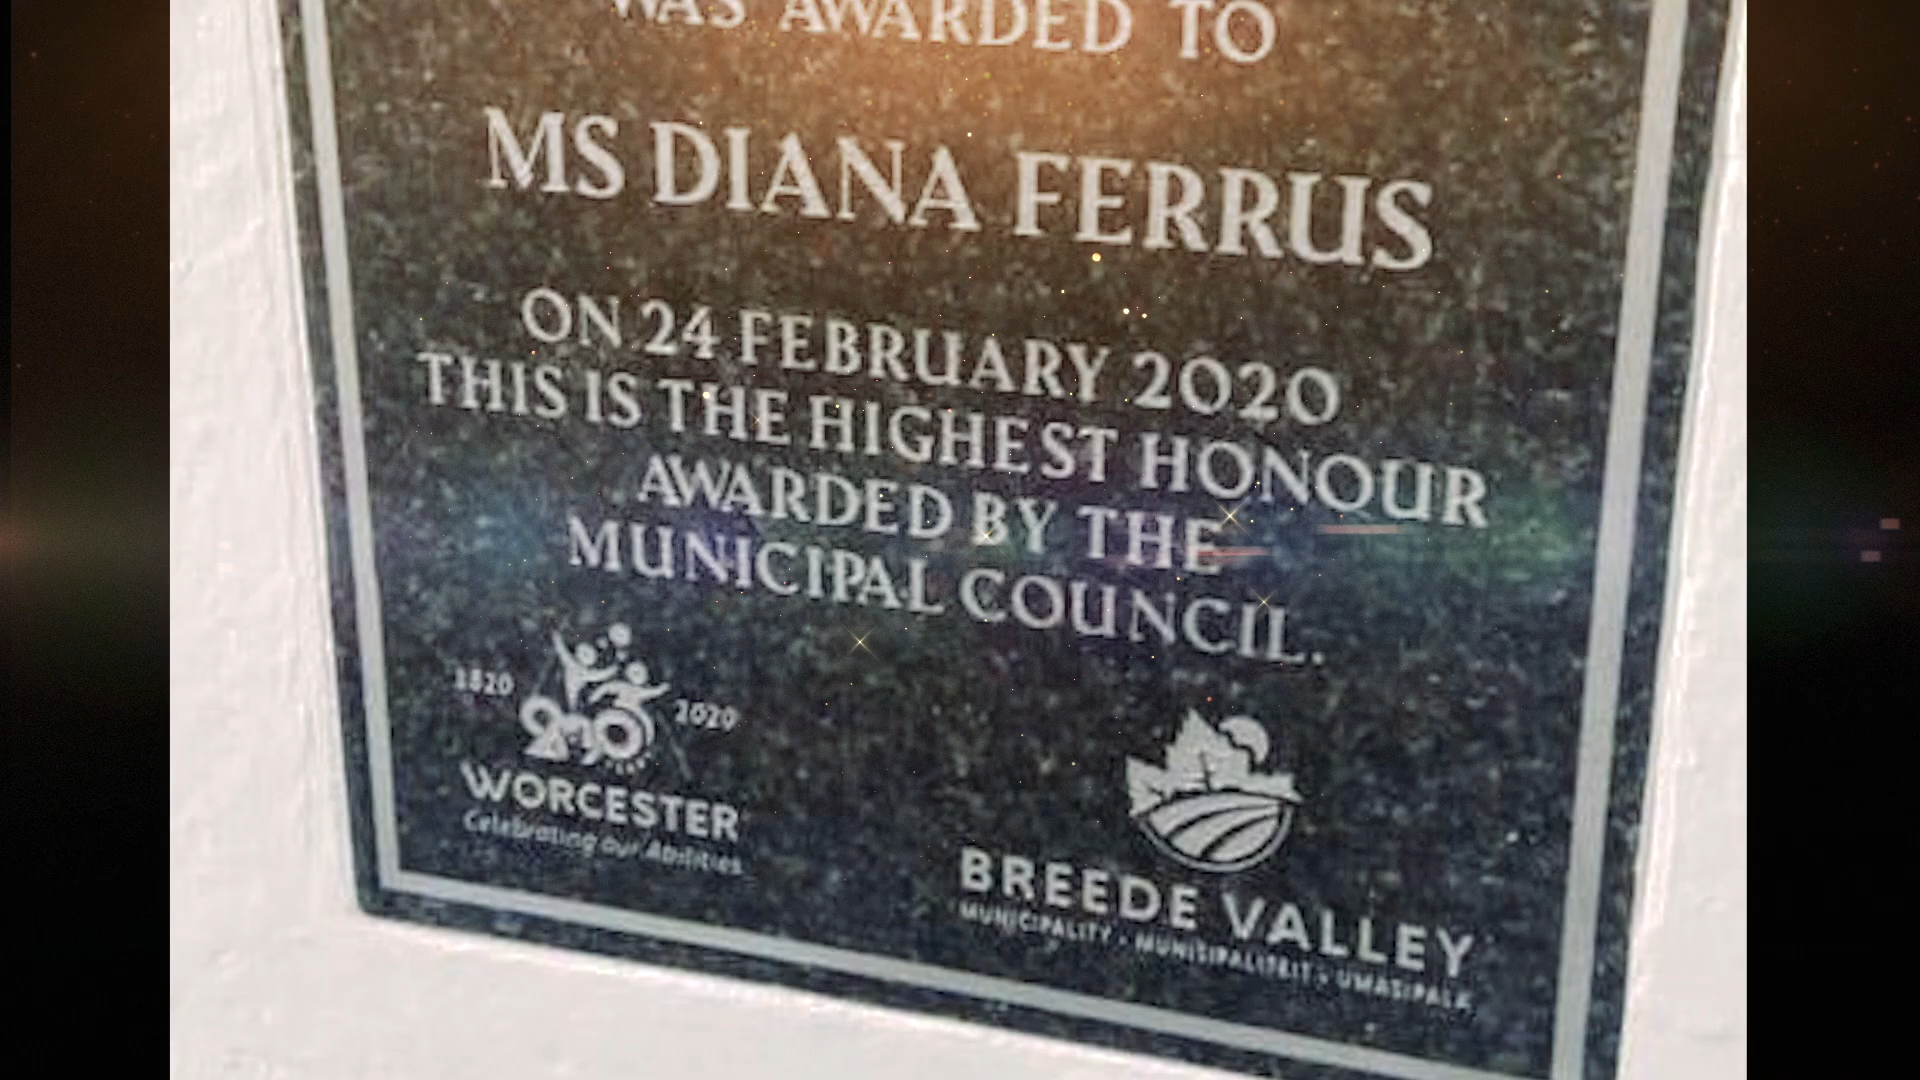 WAS AWARDED TO
MS DIANA FERRUS
ON 24 FEBRUARY 2020
THIS IS THE HIGHEST HONOUR
AWARDED BY THE
MUNICIPAL COUNCIL.
1820 2020
200
WORCESTER
Celebrating our Abilities
BREEDE VALLEY
MUNICIPALITY • MUNISIPALITEIT • UMASIPALA